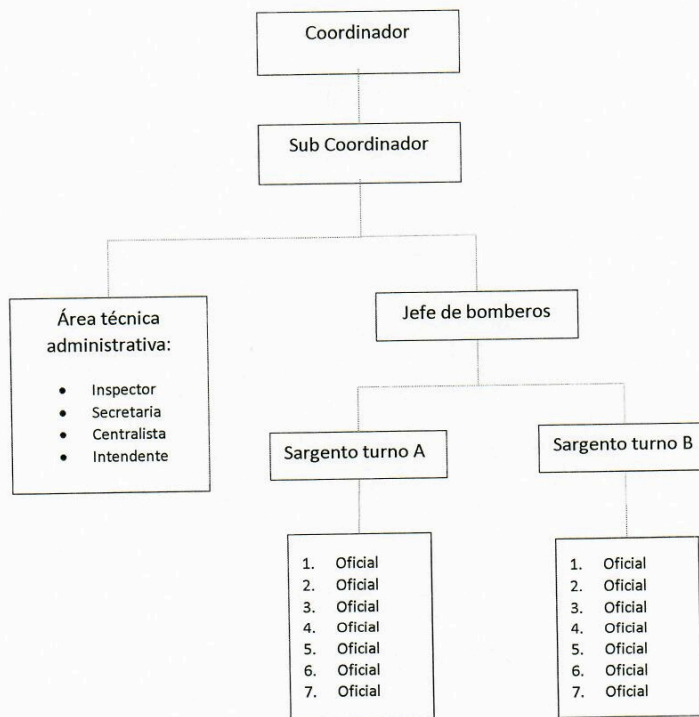 Coordinador
Sub Coordinador
Área técnica
administrativa:
• Inspector
• Secretaria
• Centralista
• Intendente
Jefe de bomberos
Sargento turno A
Sargento turno B
1. Oficial
2. Oficial
3. Oficial
4. Oficial
5. Oficial
6. Oficial
7. Oficial
1. Oficial
2. Oficial
3. Oficial
4. Oficial
5. Oficial
6. Oficial
7. Oficial